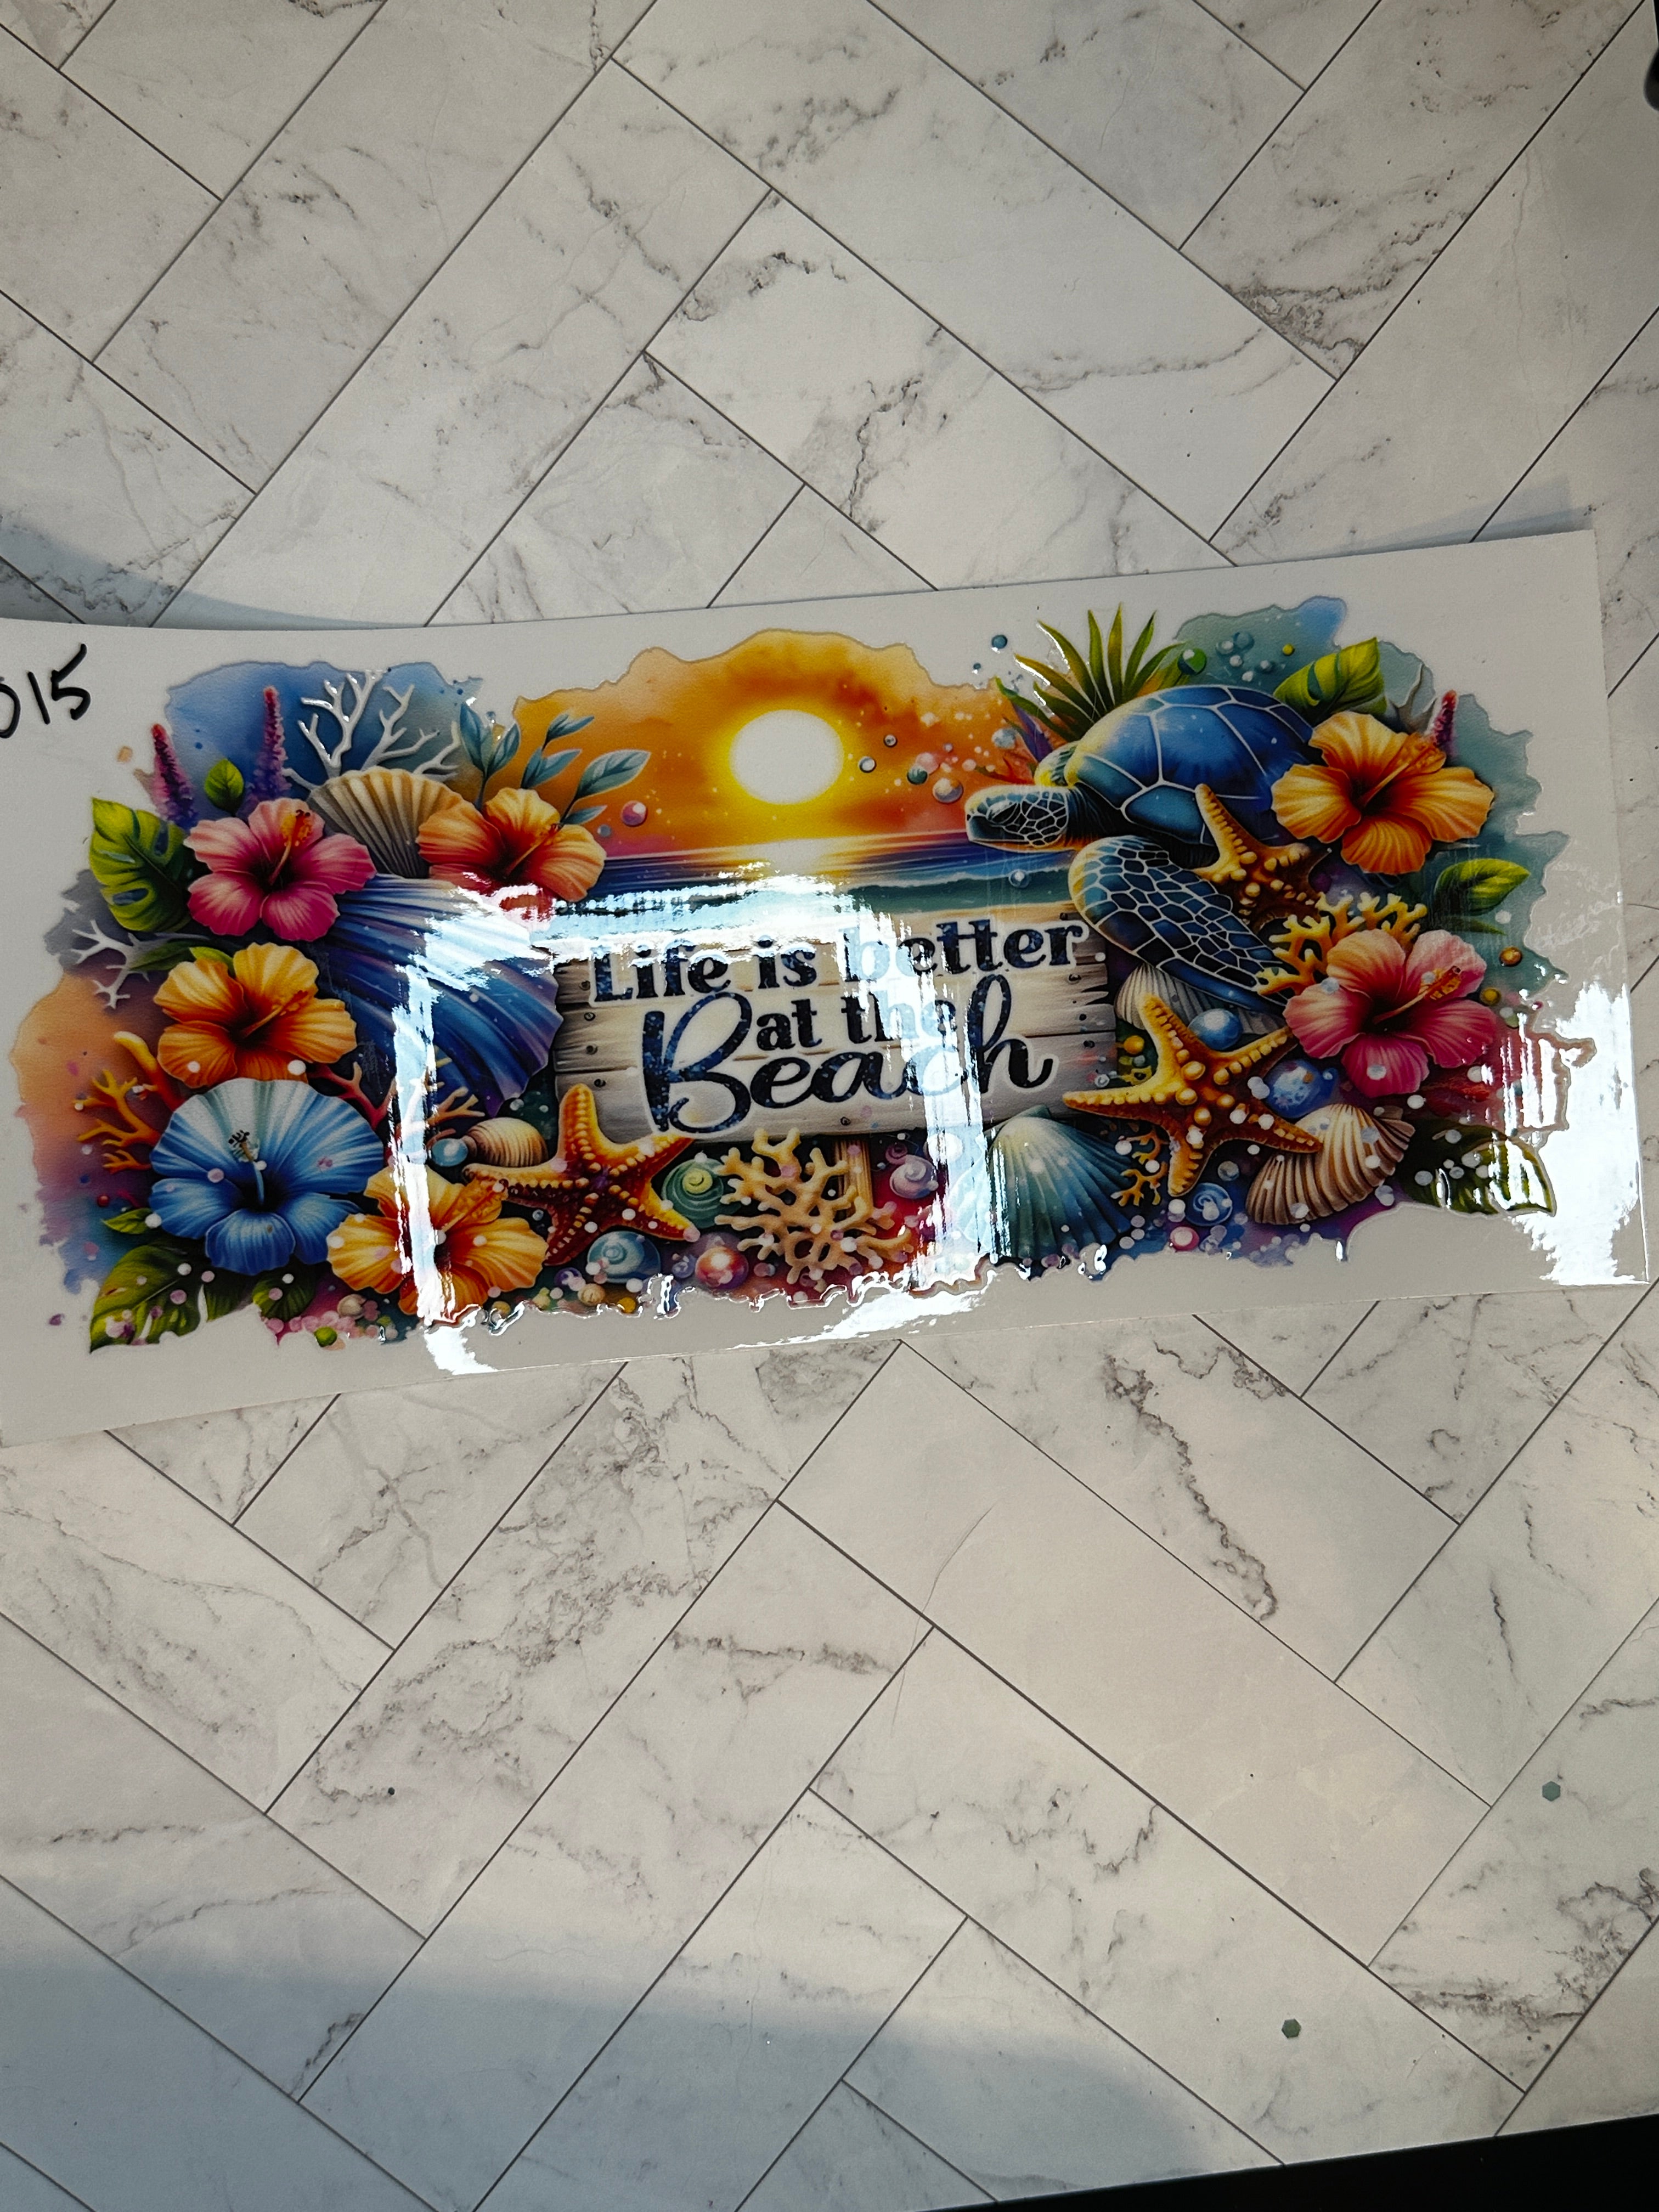 015
Life is better
at the
Beach